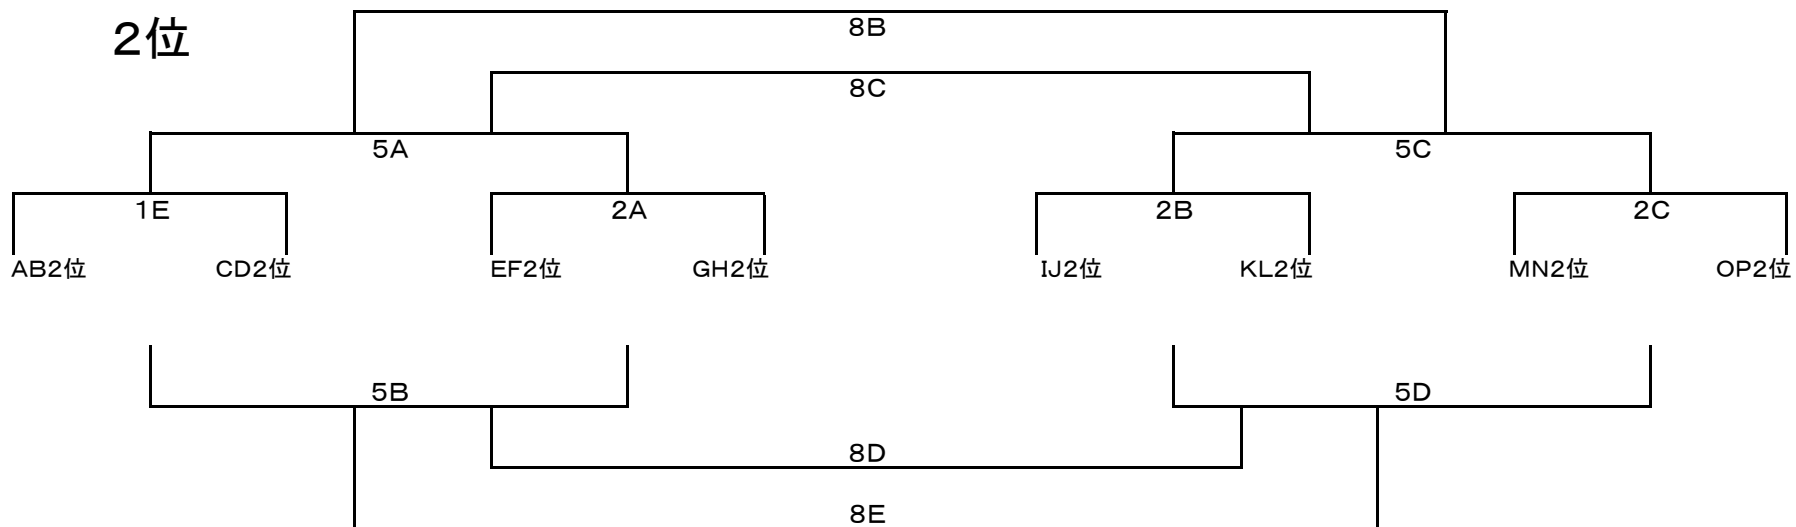 2位
8B
8C
5A
5C
1E
2A
2B
2C
AB2位
CD2位
EF2位
GH2位
IJ2位
KL2位
MN2位
OP2位
5B
5D
8D
8E